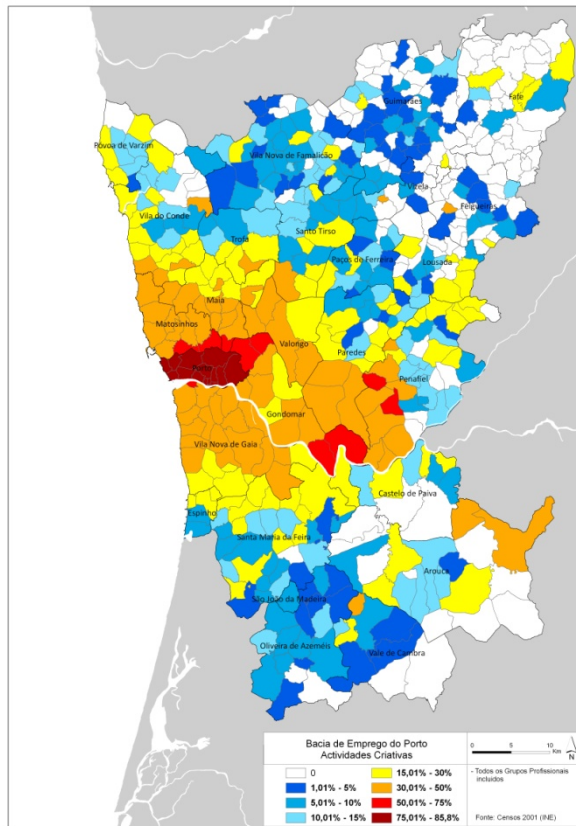 Guimarães
Fafe
Póvoa de Varzim
Vila Nova de Famalicão
Vizela
Felgueiras
Vila do Conde
Trofa
Santo Tirso
Paços de Ferreira
Lousada
Maia
Matosinhos
Valongo
Paredes
Porto
Penafiel
Gondomar
Vila Nova de Gaia
Castelo de Paiva
Espinho
Santa Maria da Feira
Arouca
São João da Madeira
Oliveira de Azeméis
Vale de Cambra
Bacia de Emprego do Porto
Actividades Criativas
0
1,01% - 5%
5,01% - 10%
10,01% - 15%
15,01% - 30%
30,01% - 50%
50,01% - 75%
75,01% - 85,8%
0 5 10
Km
N
- Todos os Grupos Profissionais
incluidos
Fonte: Censos 2001 (INE)